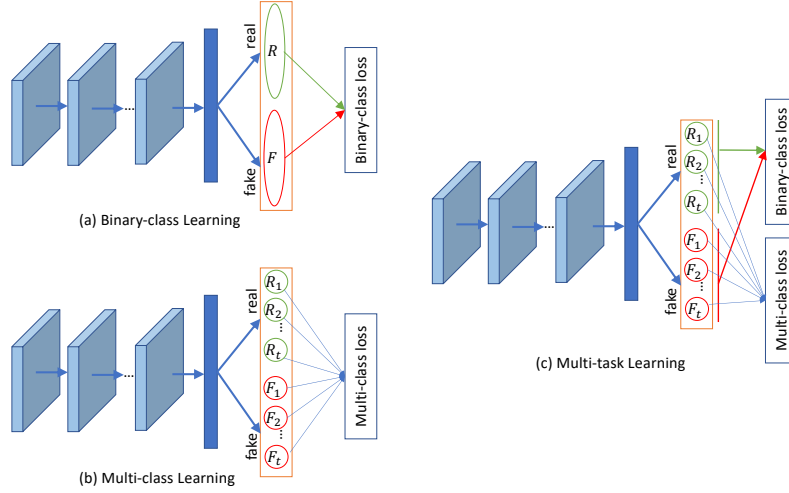 real
R
F
fake
Binary-class loss
...
(a) Binary-class Learning
real
R1
R2
...
Rt
F1
F2
...
Ft
fake
Multi-class loss
...
(b) Multi-class Learning
real
R1
R2
...
Rt
F1
F2
...
Ft
fake
Binary-class loss
Multi-class loss
...
(c) Multi-task Learning